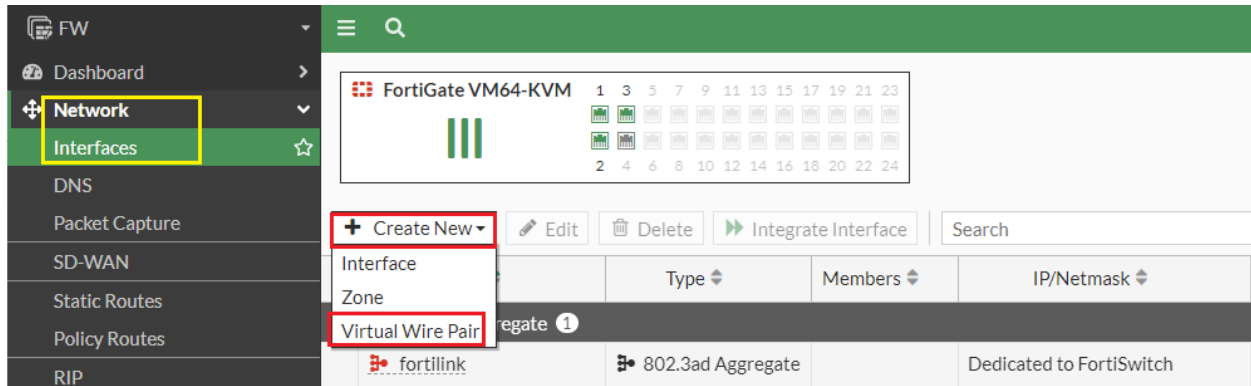 FW
Dashboard
Network
Interfaces
DNS
Packet Capture
SD-WAN
Static Routes
Policy Routes
RIP
FortiGate VM64-KVM
1 3 5 7 9 11 13 15 17 19 21 23
2 4 6 8 10 12 14 16 18 20 22 24
Create New
Edit
Delete
Integrate Interface
Search
Interface
Zone
Virtual Wire Pair
Type
Members
IP/Netmask
regate 1
fortilink
802.3ad Aggregate
Dedicated to FortiSwitch